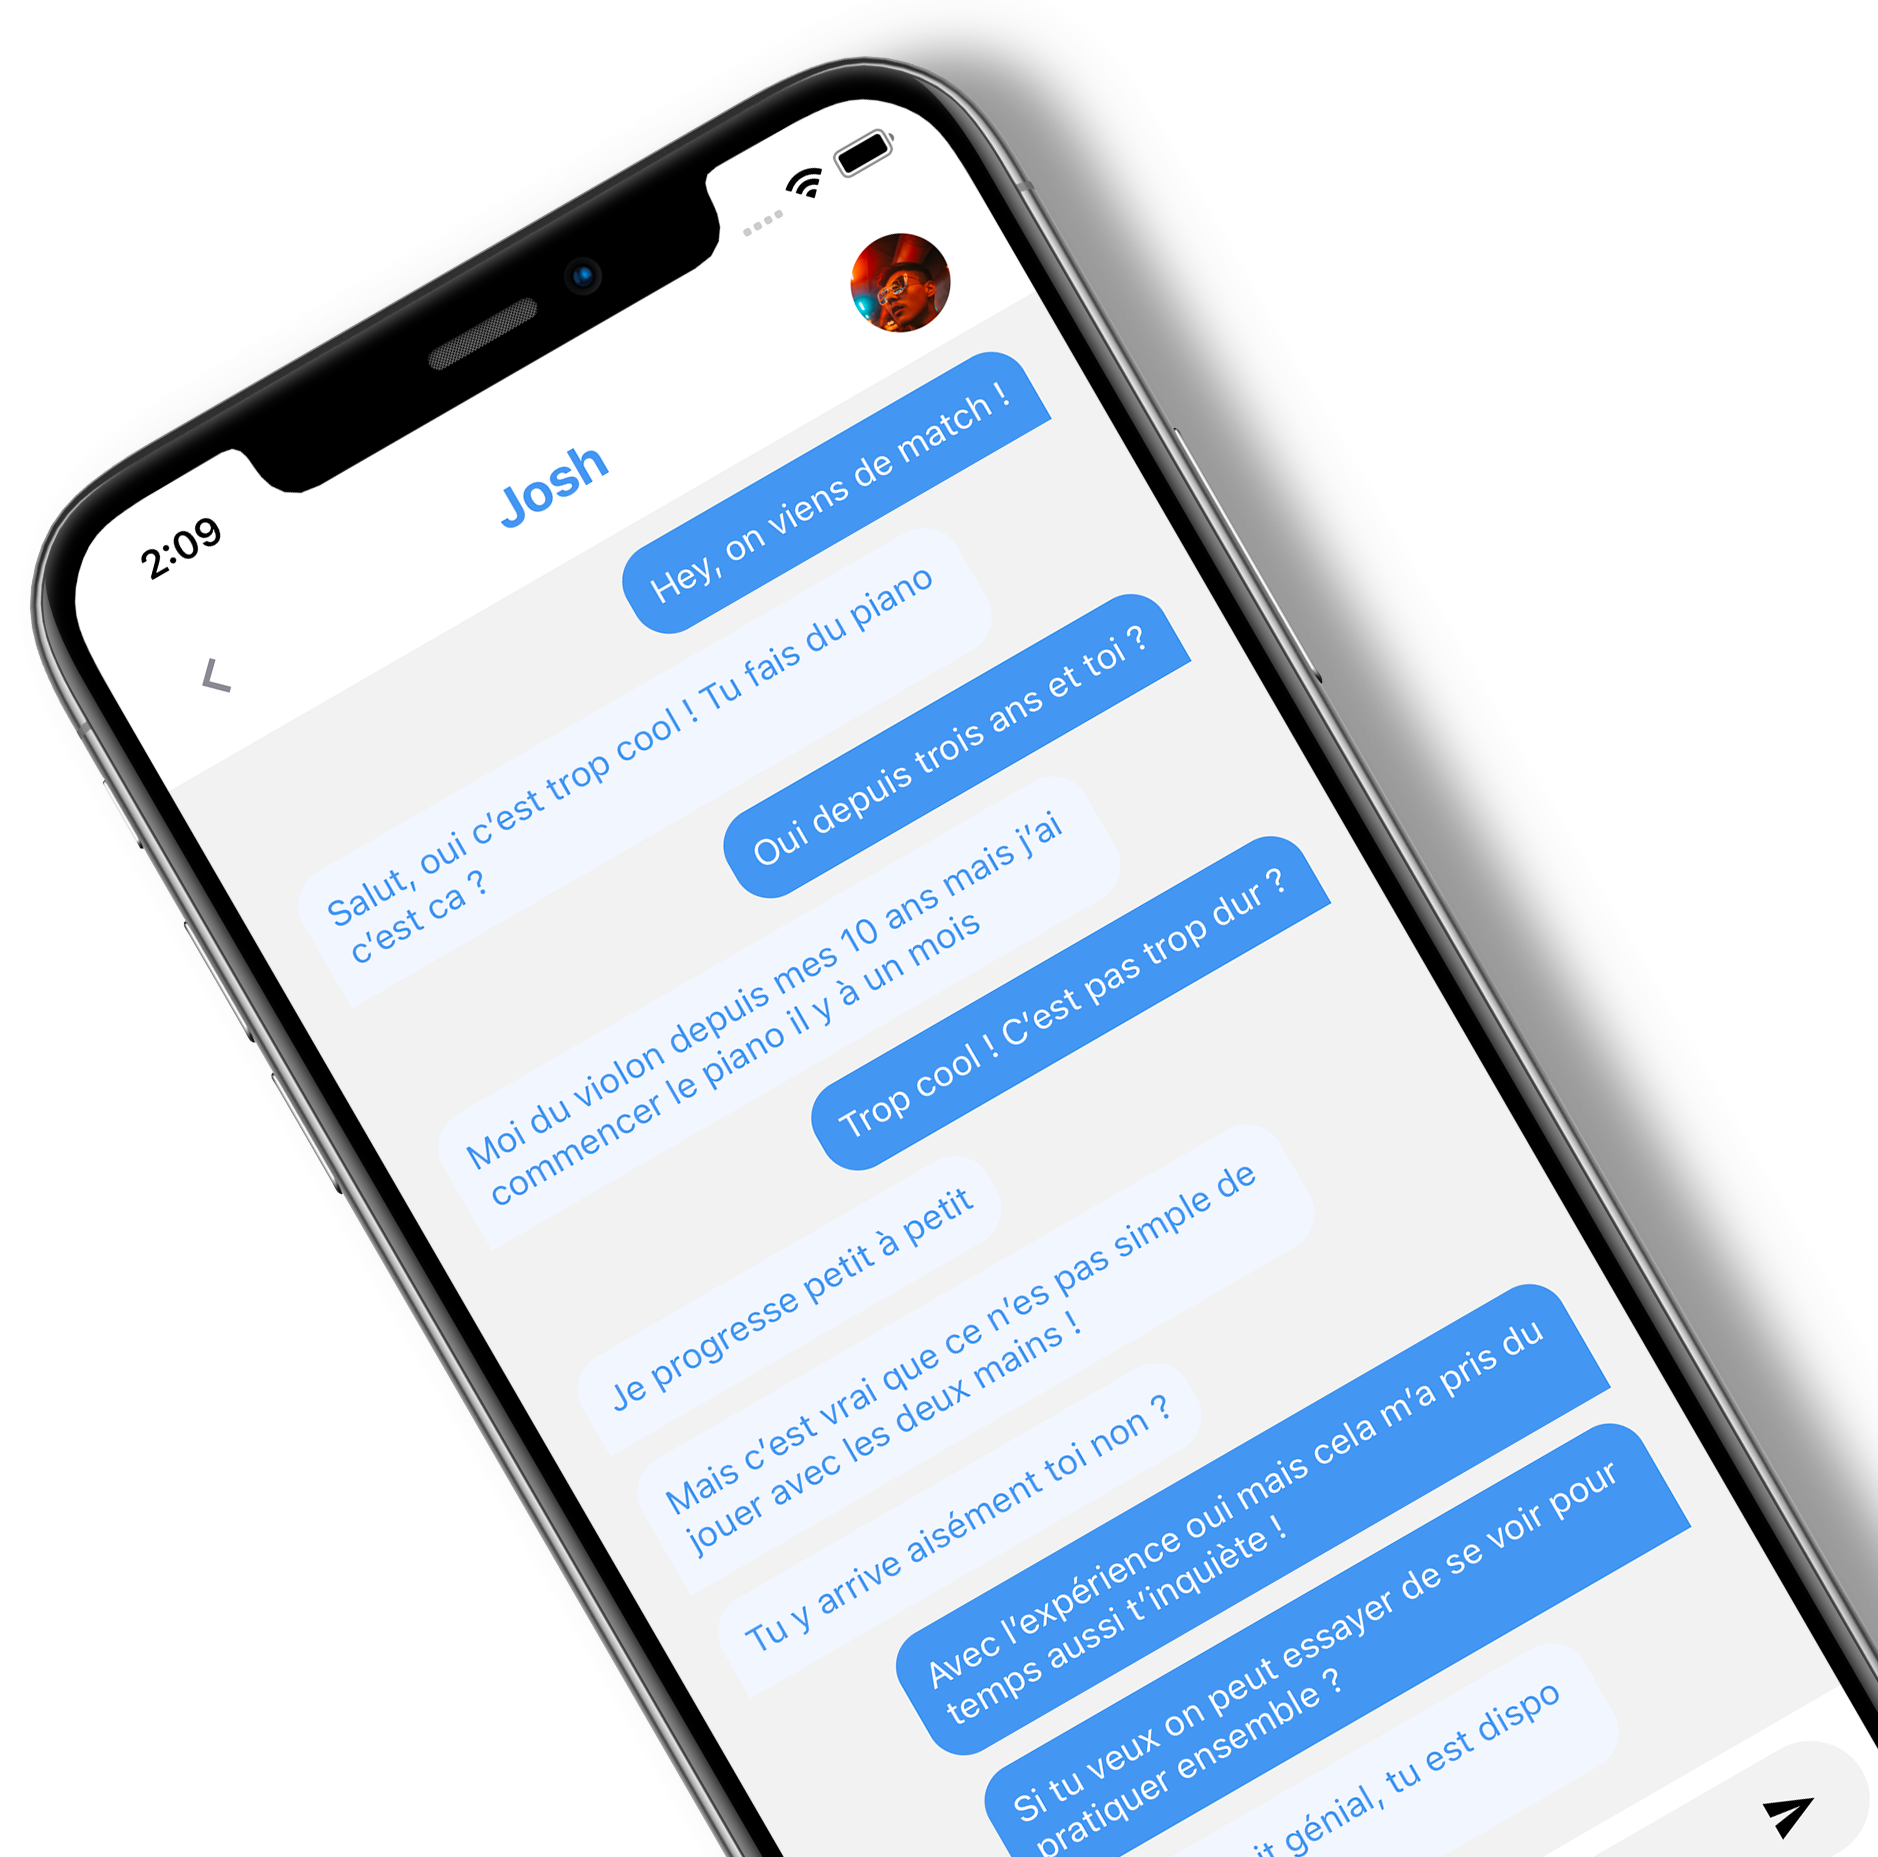 2:09
Josh
Hey, on viens de match !
Salut, oui c'est trop cool ! Tu fais du piano
c'est ca ?
Oui depuis trois ans et toi ?
Moi du violon depuis mes 10 ans mais j'ai
commencer le piano il y à un mois
Trop cool ! C'est pas trop dur ?
Je progresse petit à petit
Mais c'est vrai que ce n'es pas simple de
jouer avec les deux mains !
Tu y arrive aisément toi non ?
Avec l'expérience oui mais cela m'a pris du
temps aussi t'inquiète !
Si tu veux on peut essayer de se voir pour
pratiquer ensemble ?
génial, tu est dispo